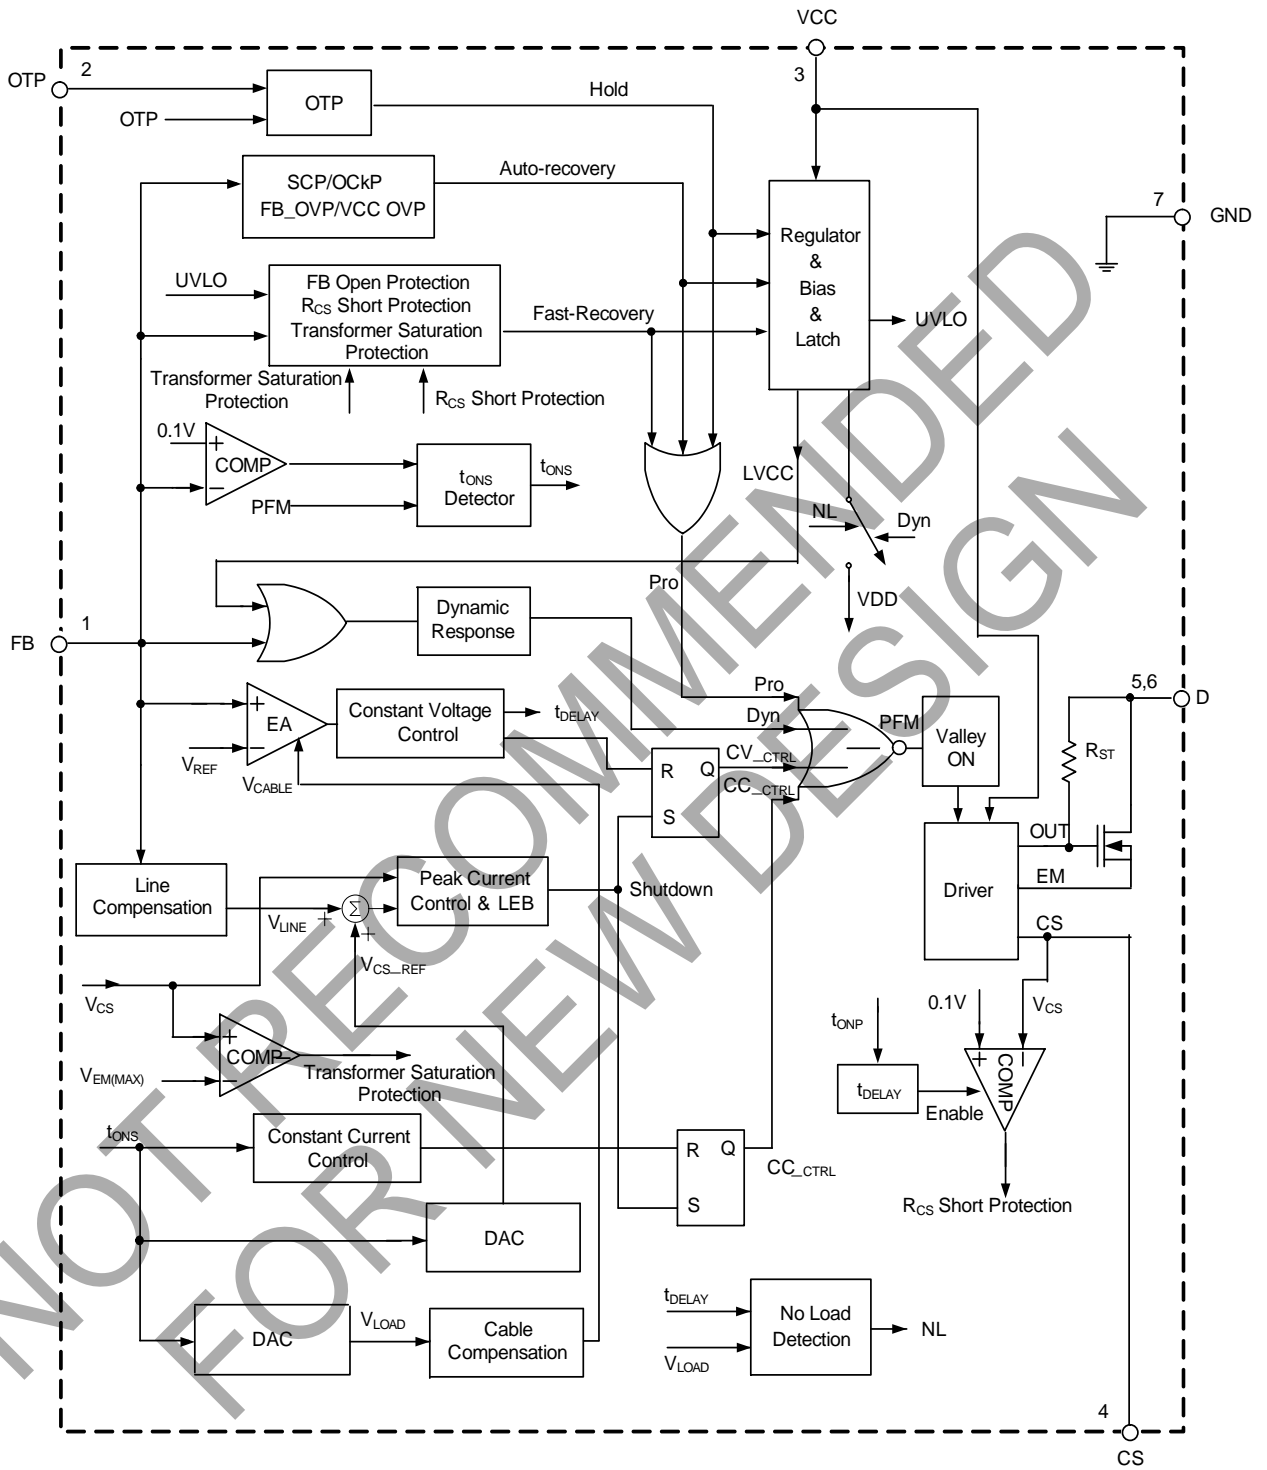 VCC
3
OTP
2
OTP
OTP
Hold
SCP/OCkP
FB_OVP/VCC OVP
Auto-recovery
7
GND
Regulator
&
Bias
&
Latch
UVLO
UVLO
FB Open Protection
RCS Short Protection
Transformer Saturation
Protection
Fast-Recovery
Transformer Saturation
Protection
RCS Short Protection
0.1V
+
COMP
−
PFM
tONS
Detector
tONS
LVCC
NL
Dyn
VDD
Pro
FB
1
Dynamic
Response
5,6
D
+
EA
−
VREF
VCABLE
Constant Voltage
Control
tDELAY
R
Q
S
Pro
Dyn
CV_CTRL
CC_CTRL
PFM
Valley
ON
RST
OUT
EM
CS
Driver
Line
Compensation
VLINE
+
Σ
+
VCS_REF
Peak Current
Control & LEB
Shutdown
VCS
+
COMP
−
VEM(MAX)
Transformer Saturation
Protection
tONP
0.1V
VCS
+
−
COMP
tDELAY
Enable
RCS Short Protection
tONS
Constant Current
Control
R
Q
S
CC_CTRL
DAC
DAC
VLOAD
Cable
Compensation
tDELAY
VLOAD
No Load
Detection
NL
4
CS
NOT RECOMMENDED
FOR NEW DESIGN